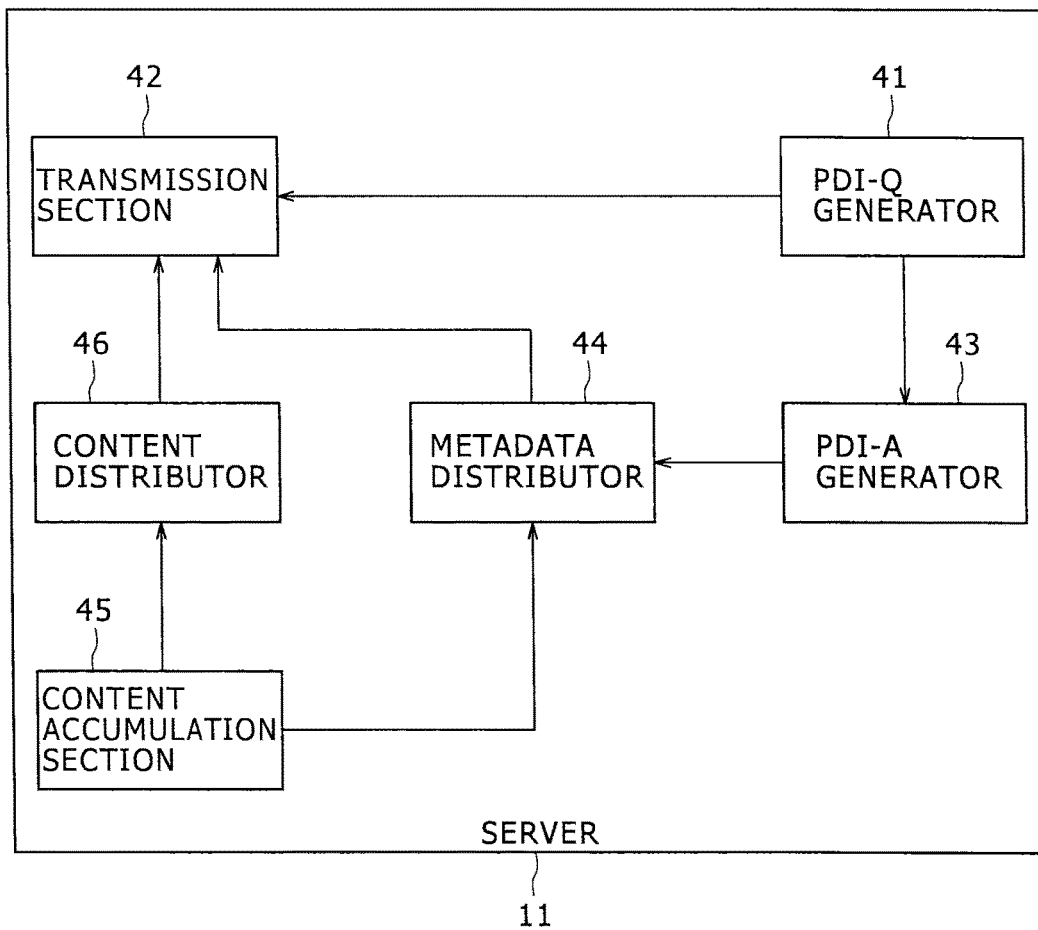 42
41
TRANSMISSION
SECTION
PDI-Q
GENERATOR
46
44
43
CONTENT
DISTRIBUTOR
METADATA
DISTRIBUTOR
PDI-A
GENERATOR
45
CONTENT
ACCUMULATION
SECTION
SERVER
11